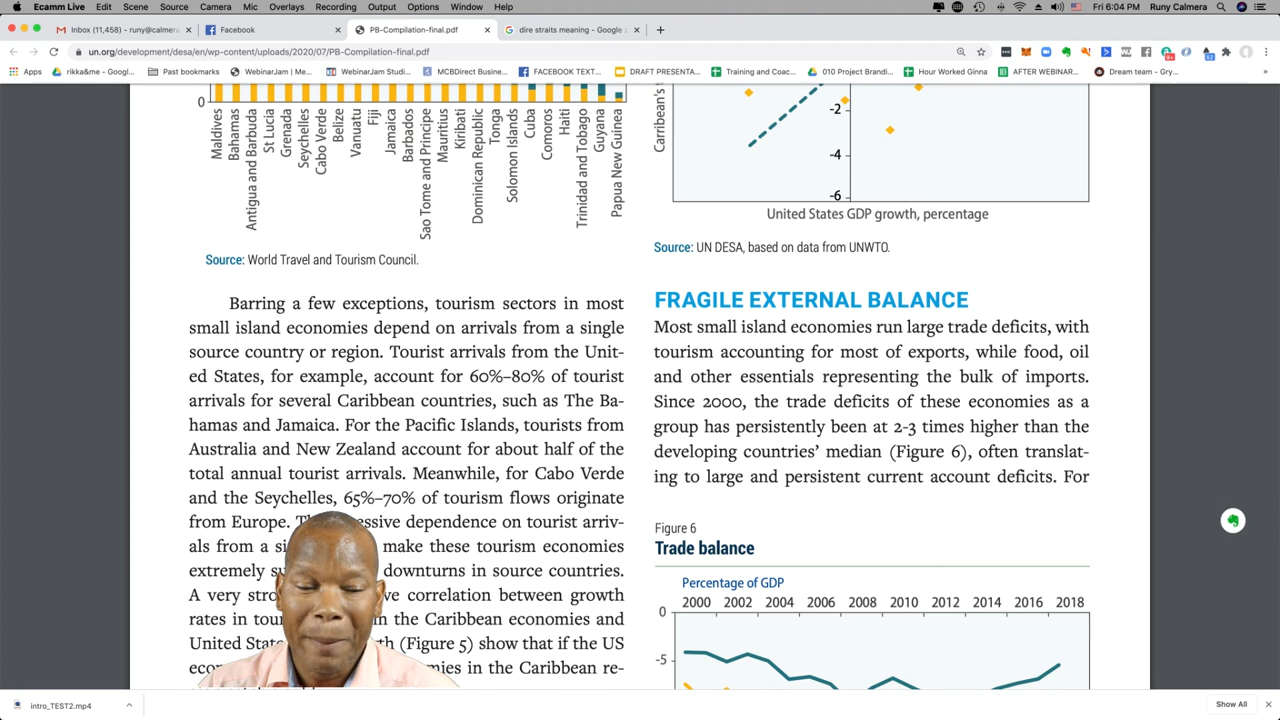 Ecamm Live Edit Scene Source Camera Mic Overlays Recording Output Options Window Help Fri 6:04 PM Runy Calmera
Inbox (11,458) - runy@calmera Facebook PB-Compilation-final.pdf dire straits meaning - Google
un.org/development/desa/en/wp-content/uploads/2020/07/PB-Compilation-final.pdf
Apps rikka&me - Googl... Past bookmarks WebinarJam | Me... WebinarJam Studi... MCBDirect Busine... FACEBOOK TEXT... DRAFT PRESENTA... Training and Coac... 010 Project Brandi... Hour Worked Ginna AFTER WEBINAR... Dream team - Gry...
0
Maldives
Bahamas
Antigua and Barbuda
St Lucia
Grenada
Seychelles
Cabo Verde
Belize
Vanuatu
Fiji
Jamaica
Barbados
Sao Tome and Principe
Mauritius
Kiribati
Dominican Republic
Tonga
Solomon Islands
Cuba
Comoros
Haiti
Trinidad and Tobago
Guyana
Papua New Guinea
Source: World Travel and Tourism Council.
Barring a few exceptions, tourism sectors in most
small island economies depend on arrivals from a single
source country or region. Tourist arrivals from the Unit-
ed States, for example, account for 60%–80% of tourist
arrivals for several Caribbean countries, such as The Ba-
hamas and Jamaica. For the Pacific Islands, tourists from
Australia and New Zealand account for about half of the
total annual tourist arrivals. Meanwhile, for Cabo Verde
and the Seychelles, 65%–70% of tourism flows originate
from Europe. essive dependence on tourist arriv-
als from a make these tourism economies
extremely downturns in source countries.
A very correlation between growth
rates in the Caribbean economies and
United (Figure 5) show that if the US
in the Caribbean re-
Carribean's
-2
-4
-6
United States GDP growth, percentage
Source: UN DESA, based on data from UNWTO.
FRAGILE EXTERNAL BALANCE
Most small island economies run large trade deficits, with
tourism accounting for most of exports, while food, oil
and other essentials representing the bulk of imports.
Since 2000, the trade deficits of these economies as a
group has persistently been at 2-3 times higher than the
developing countries’ median (Figure 6), often translat-
ing to large and persistent current account deficits. For
Figure 6
Trade balance
Percentage of GDP
2000 2002 2004 2006 2008 2010 2012 2014 2016 2018
0
-5
intro_TEST2.mp4 Show All